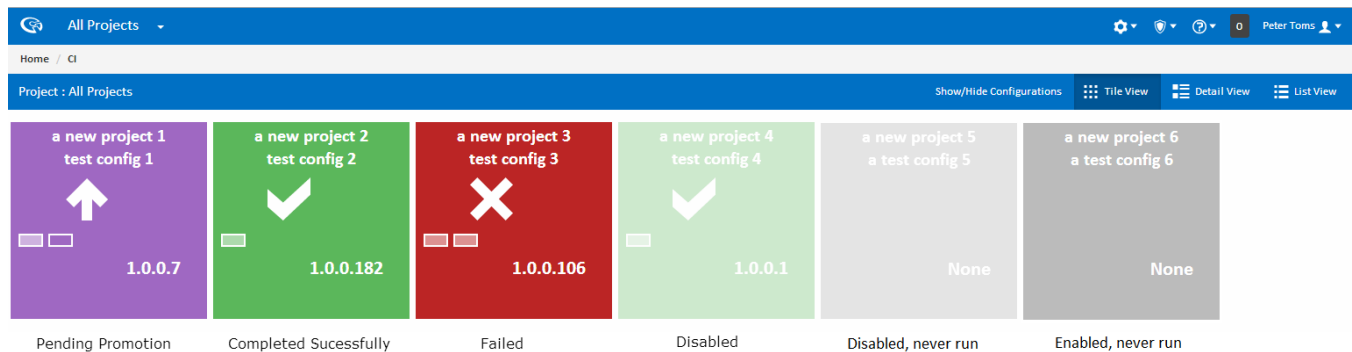 All Projects
0
Peter Toms
Home / CI
Project : All Projects
Show/Hide Configurations
Tile View
Detail View
List View
a new project 1
test config 1
1.0.0.7
a new project 2
test config 2
1.0.0.182
a new project 3
test config 3
1.0.0.106
a new project 4
test config 4
1.0.0.1
a new project 5
a test config 5
None
a new project 6
a test config 6
None
Pending Promotion
Completed Sucessfully
Failed
Disabled
Disabled, never run
Enabled, never run